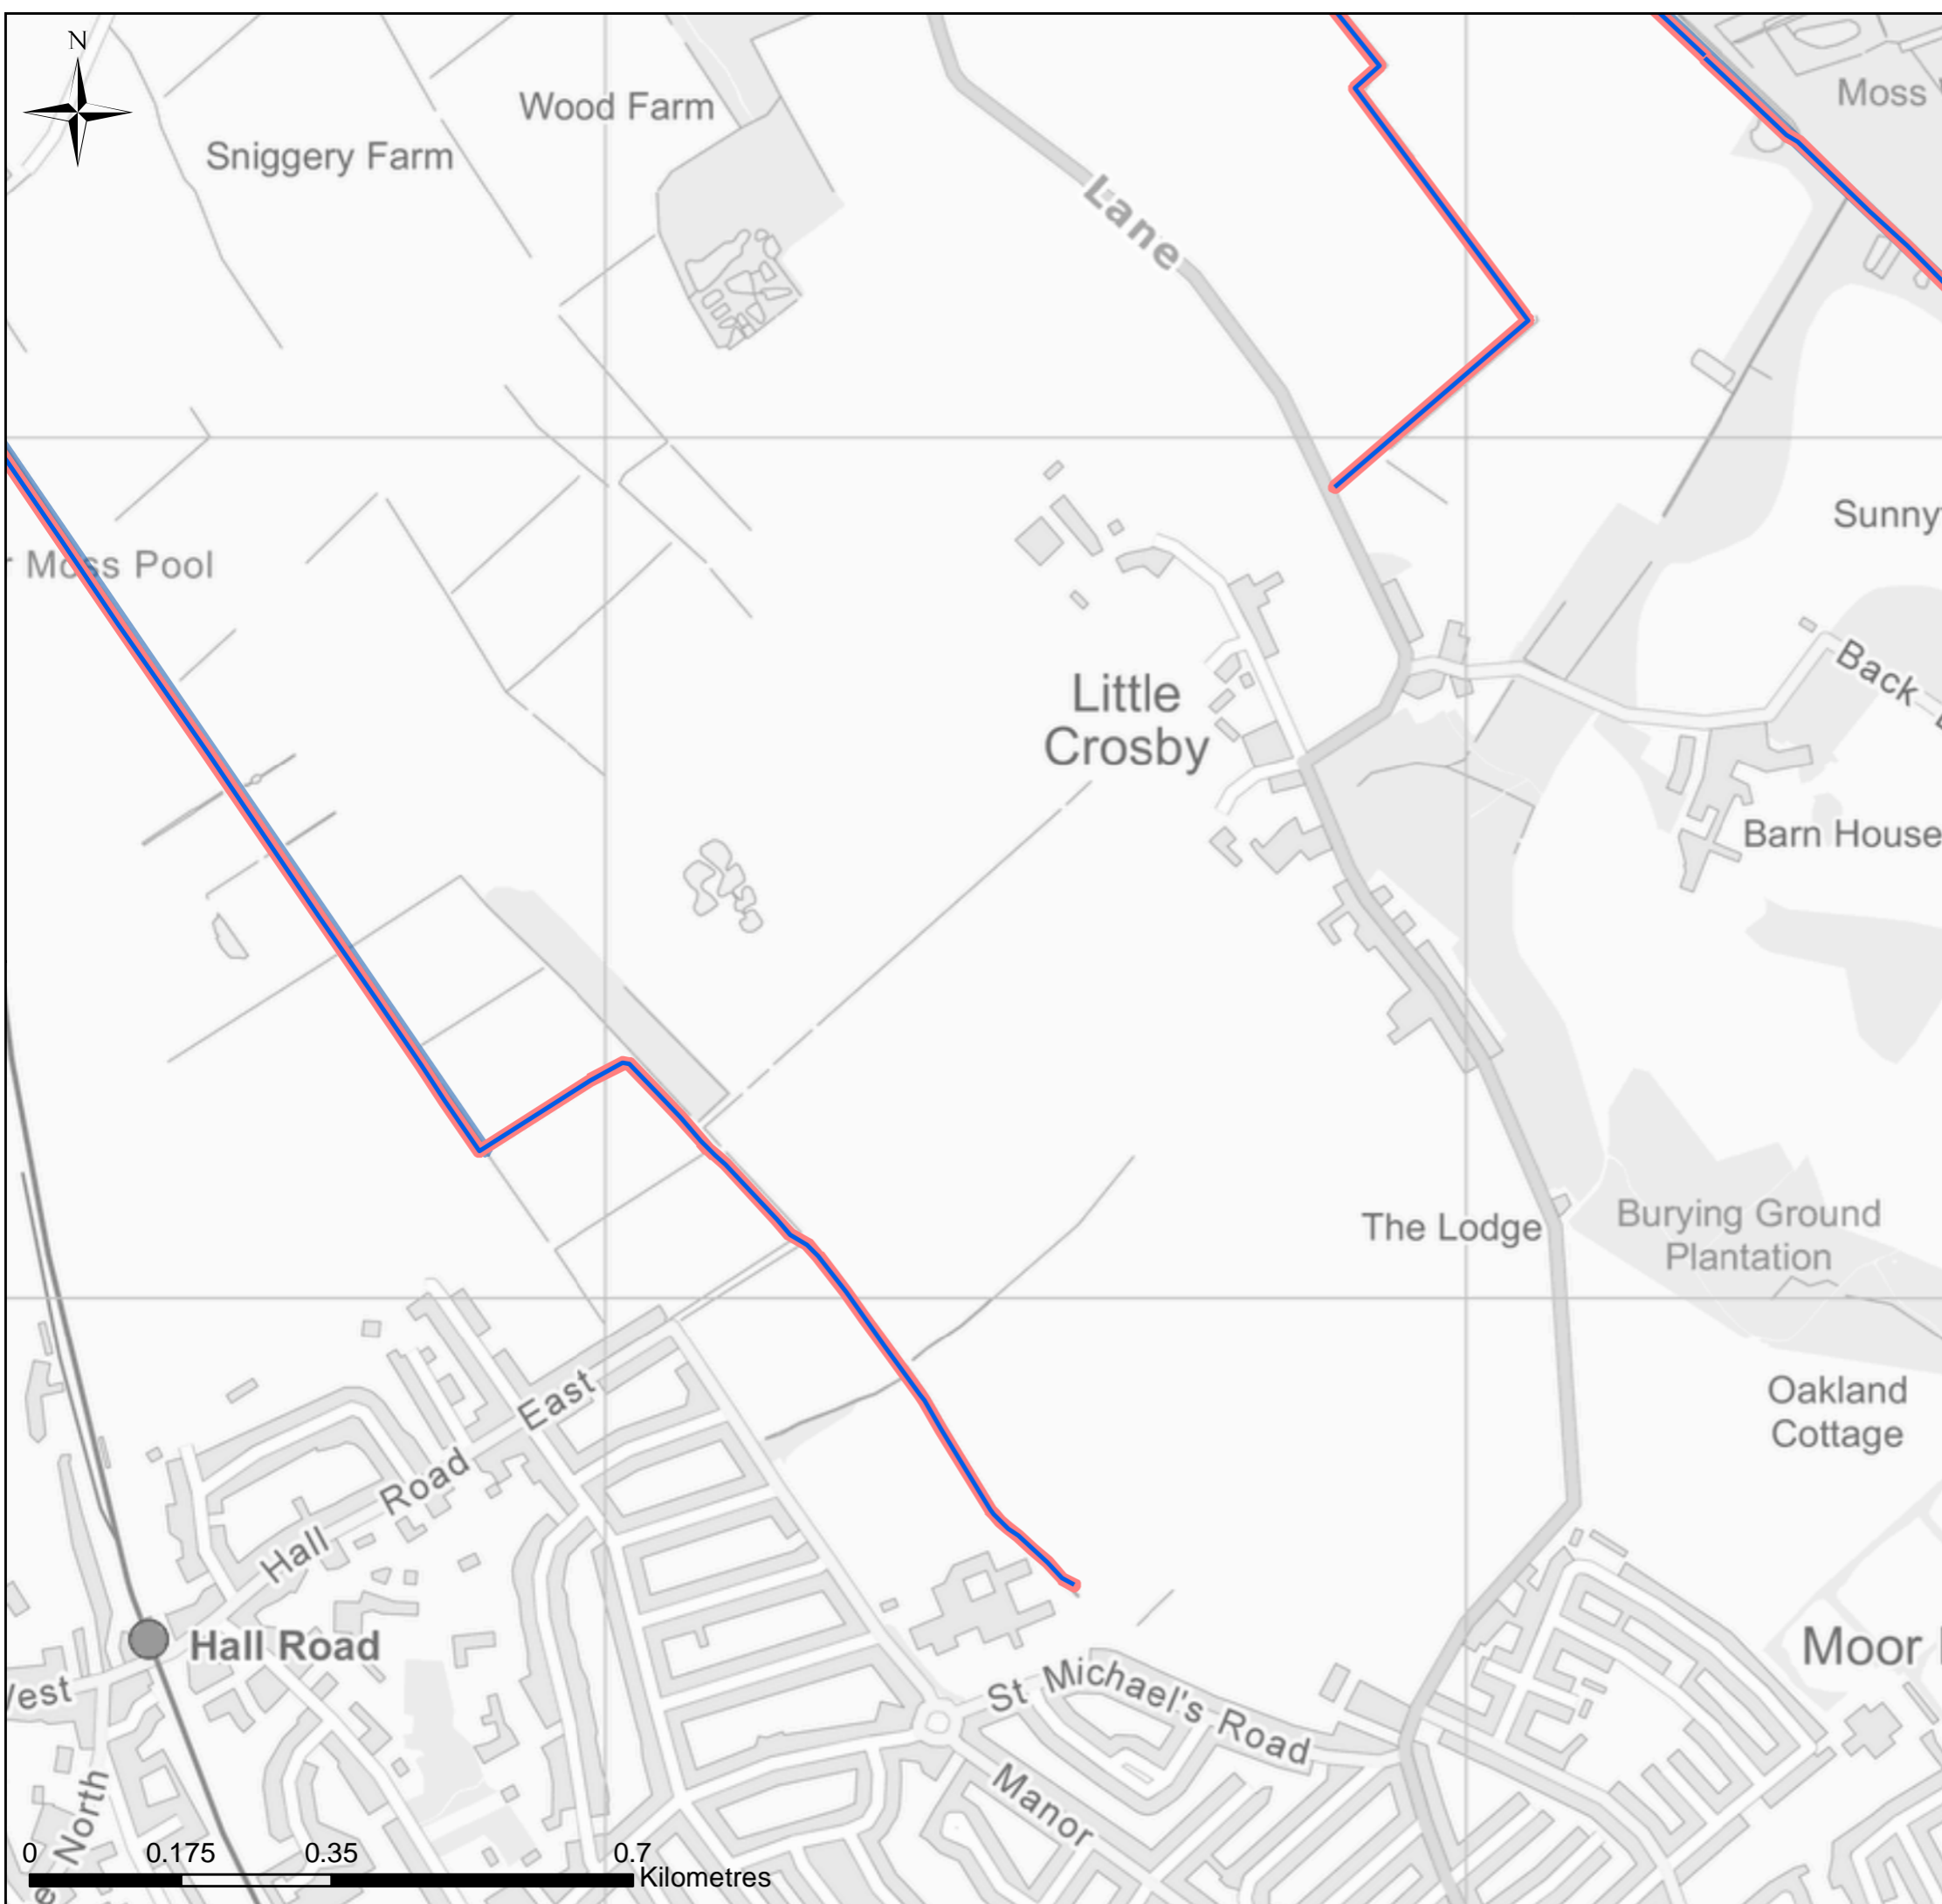 N
Wood Farm
Sniggery Farm
Lane
Moss
Moss Pool
Sunny
Back
Little
Crosby
Barn House
The Lodge
Burying Ground
Plantation
Oakland
Cottage
Hall Road East
Hall Road
Moor
St Michael's Road
Manor
North
0 0.175 0.35 0.7
Kilometres